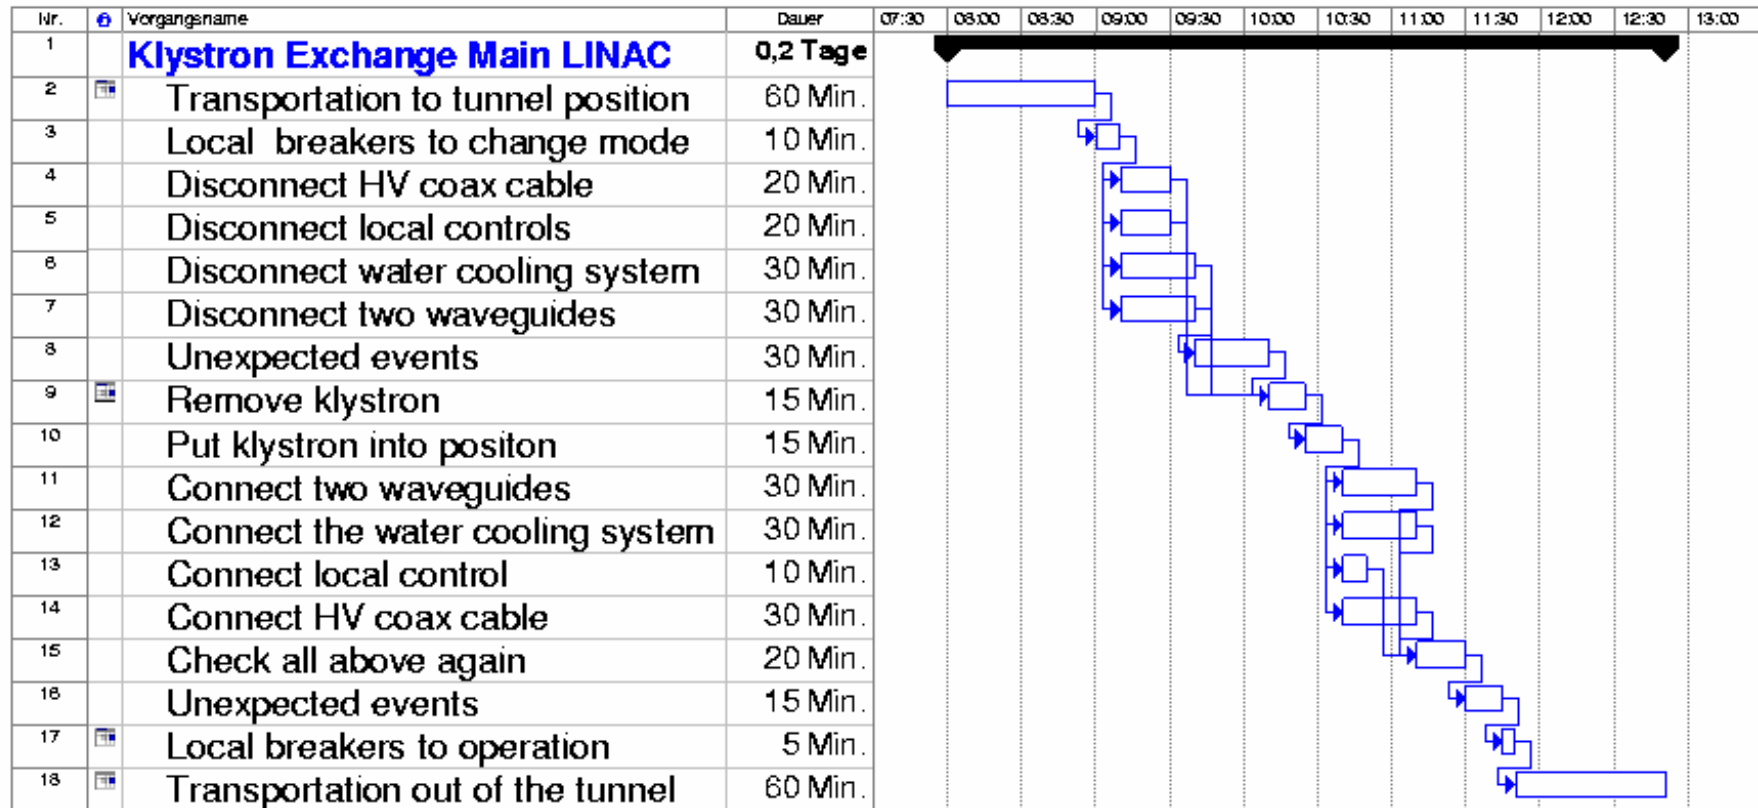 Nr. Vorgangsname Dauer 07:30 08:00 08:30 09:00 09:30 10:00 10:30 11:00 11:30 12:00 12:30 13:00
1 Klystron Exchange Main LINAC 0,2 Tage
2 Transportation to tunnel position 60 Min.
3 Local breakers to change mode 10 Min.
4 Disconnect HV coax cable 20 Min.
5 Disconnect local controls 20 Min.
6 Disconnect water cooling system 30 Min.
7 Disconnect two waveguides 30 Min.
8 Unexpected events 30 Min.
9 Remove klystron 15 Min.
10 Put klystron into positon 15 Min.
11 Connect two waveguides 30 Min.
12 Connect the water cooling system 30 Min.
13 Connect local control 10 Min.
14 Connect HV coax cable 30 Min.
15 Check all above again 20 Min.
16 Unexpected events 15 Min.
17 Local breakers to operation 5 Min.
18 Transportation out of the tunnel 60 Min.